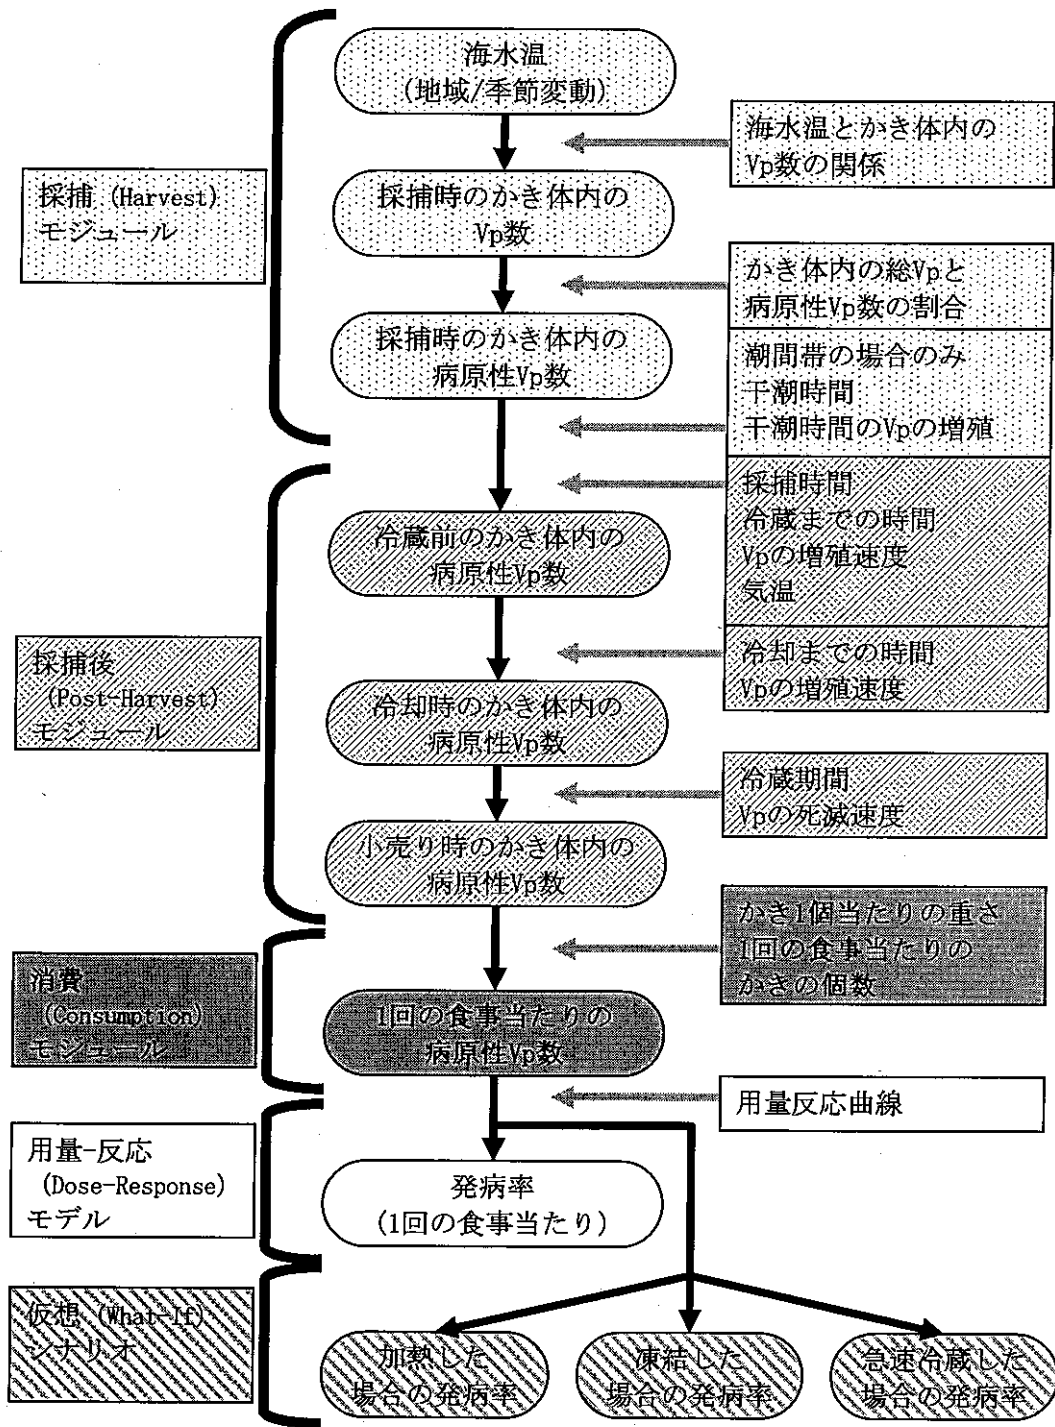 海水温
(地域/季節変動)
海水温とかき体内の
Vp数の関係
採捕 (Harvest)
モジュール
採捕時のかき体内の
Vp数
かき体内の総Vpと
病原性Vp数の割合
採捕時のかき体内の
病原性Vp数
潮間帯の場合のみ
干潮時間
干潮時間のVpの増殖
採捕時間
冷蔵までの時間
Vpの増殖速度
気温
冷蔵前のかき体内の
病原性Vp数
採捕後
(Post-Harvest)
モジュール
冷却までの時間
Vpの増殖速度
冷却時のかき体内の
病原性Vp数
冷蔵期間
Vpの死滅速度
小売り時のかき体内の
病原性Vp数
かき1個当たりの重さ
1回の食事当たりの
かきの個数
消費
(Consumption)
モジュール
1回の食事当たりの
病原性Vp数
用量反応曲線
用量-反応
(Dose-Response)
モデル
発病率
(1回の食事当たり)
仮想 (What-If)
シナリオ
加熱した
場合の発病率
凍結した
場合の発病率
急速冷蔵した
場合の発病率